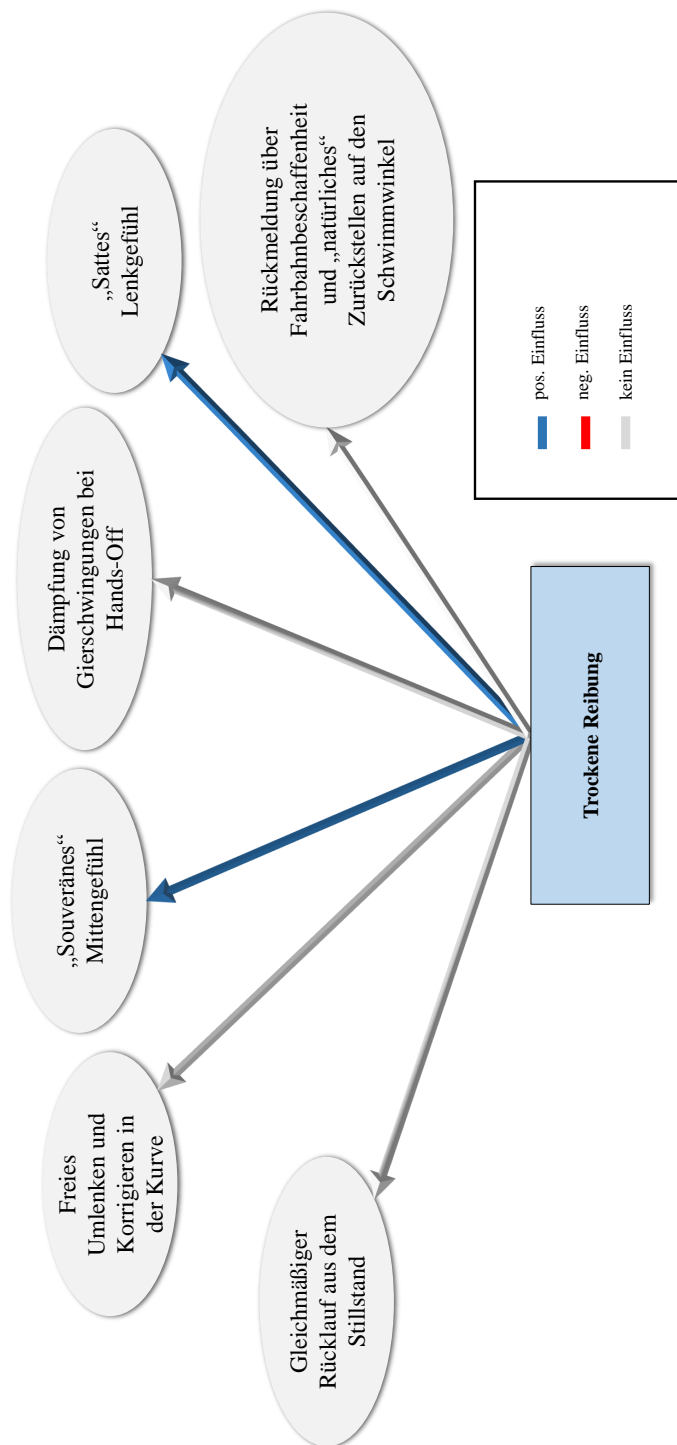 Gleichmäßiger
Rücklauf aus dem
Stillstand
Freies
Umlenken und
Korrigieren in
der Kurve
„Souveränes“
Mittengefühl
Dämpfung von
Gierschwingungen bei
Hands-Off
„Sattes“
Lenkgefühl
Rückmeldung über
Fahrbahnbeschaffenheit
und „natürliches“
Zurückstellen auf den
Schwimmwinkel
Trockene Reibung
pos. Einfluss
neg. Einfluss
kein Einfluss